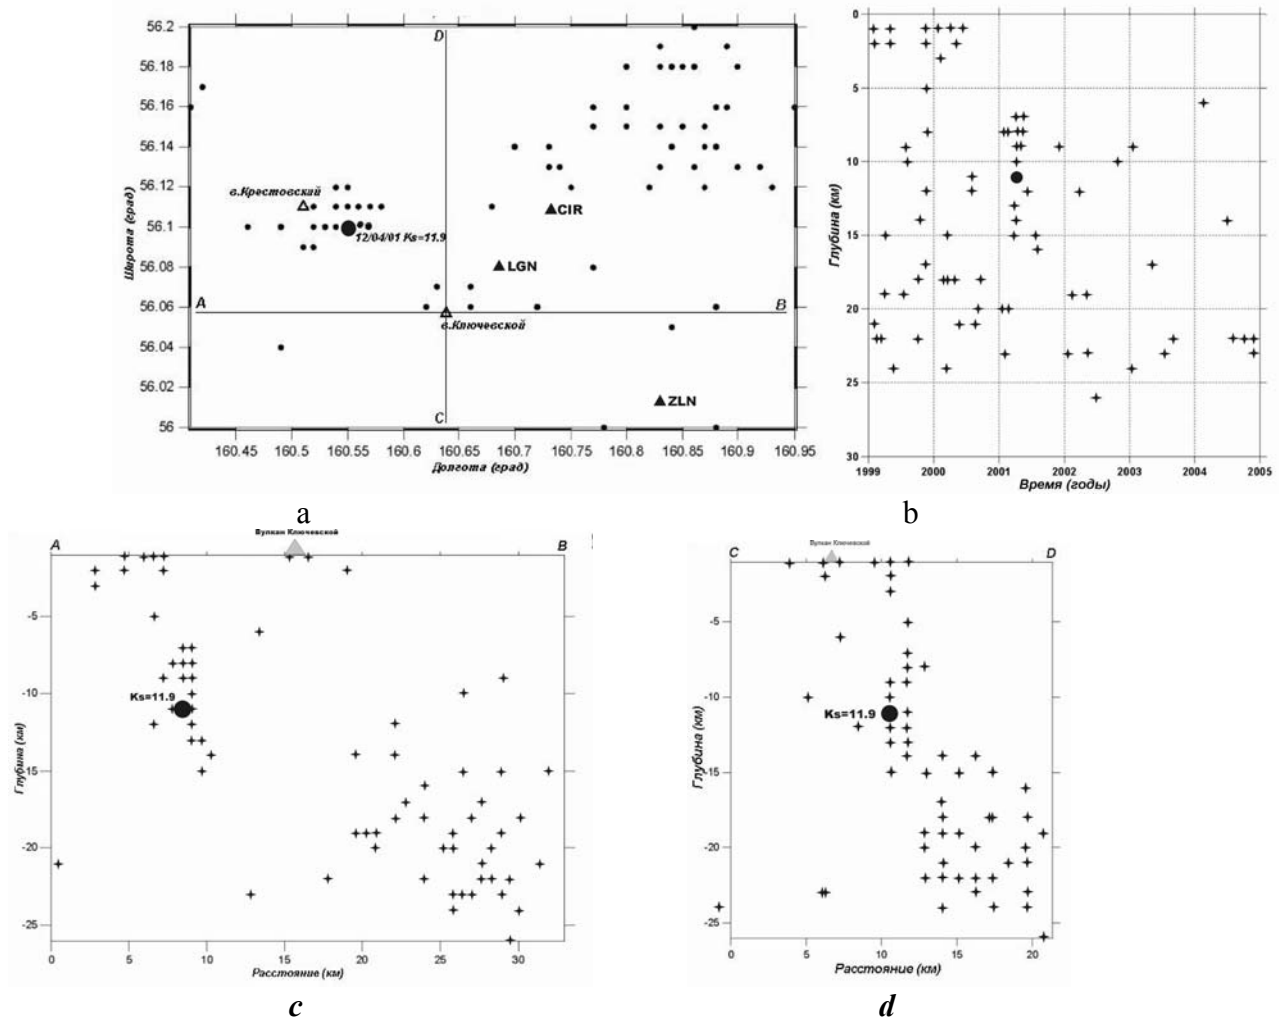 56.2
56.18
56.16
56.14
56.12
56.1
56.08
56.06
56.04
56.02
56
Широта (град)
D
в.Крестовский
12/04/01 Ks=11.9
CIR
LGN
A
B
в.Ключевской
ZLN
C
160.45
160.5
160.55
160.6
160.65
160.7
160.75
160.8
160.85
160.9
160.95
Долгота (град)
a
0
5
10
15
20
25
30
Глубина (км)
1999
2000
2001
2002
2003
2004
2005
Время (годы)
b
Вулкан Ключевской
A
B
-5
-10
-15
-20
-25
Глубина (км)
Ks=11.9
0
5
10
15
20
25
30
Расстояние (км)
c
Вулкан Ключевской
C
D
-5
-10
-15
-20
-25
Глубина (км)
Ks=11.9
0
5
10
15
20
Расстояние (км)
d